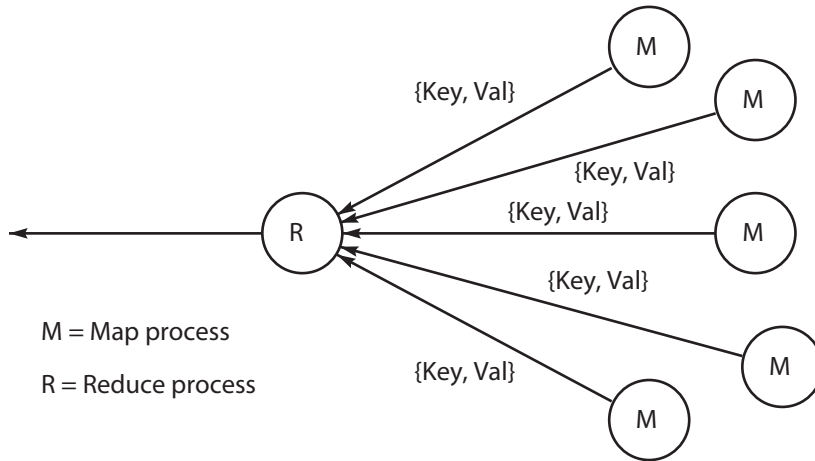 M
{Key, Val}
M
{Key, Val}
{Key, Val}
R
M
{Key, Val}
M = Map process
M
{Key, Val}
R = Reduce process
M